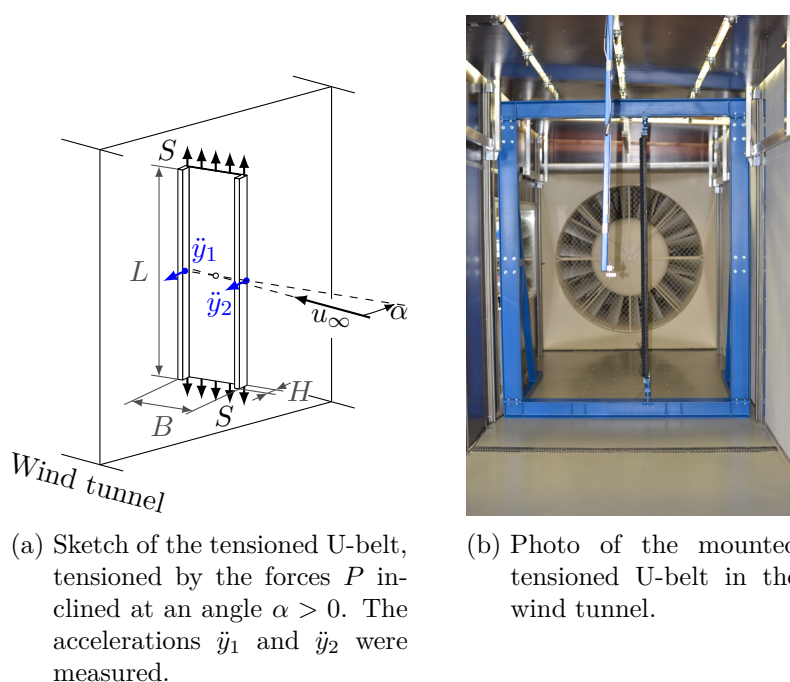 S
ÿ1
L
ÿ2
α
u∞
H
S
B
Wind tunnel
(a) Sketch of the tensioned U-belt,
tensioned by the forces P in-
clined at an angle α > 0. The
accelerations ÿ1 and ÿ2 were
measured.
(b) Photo of the mounted
tensioned U-belt in the
wind tunnel.